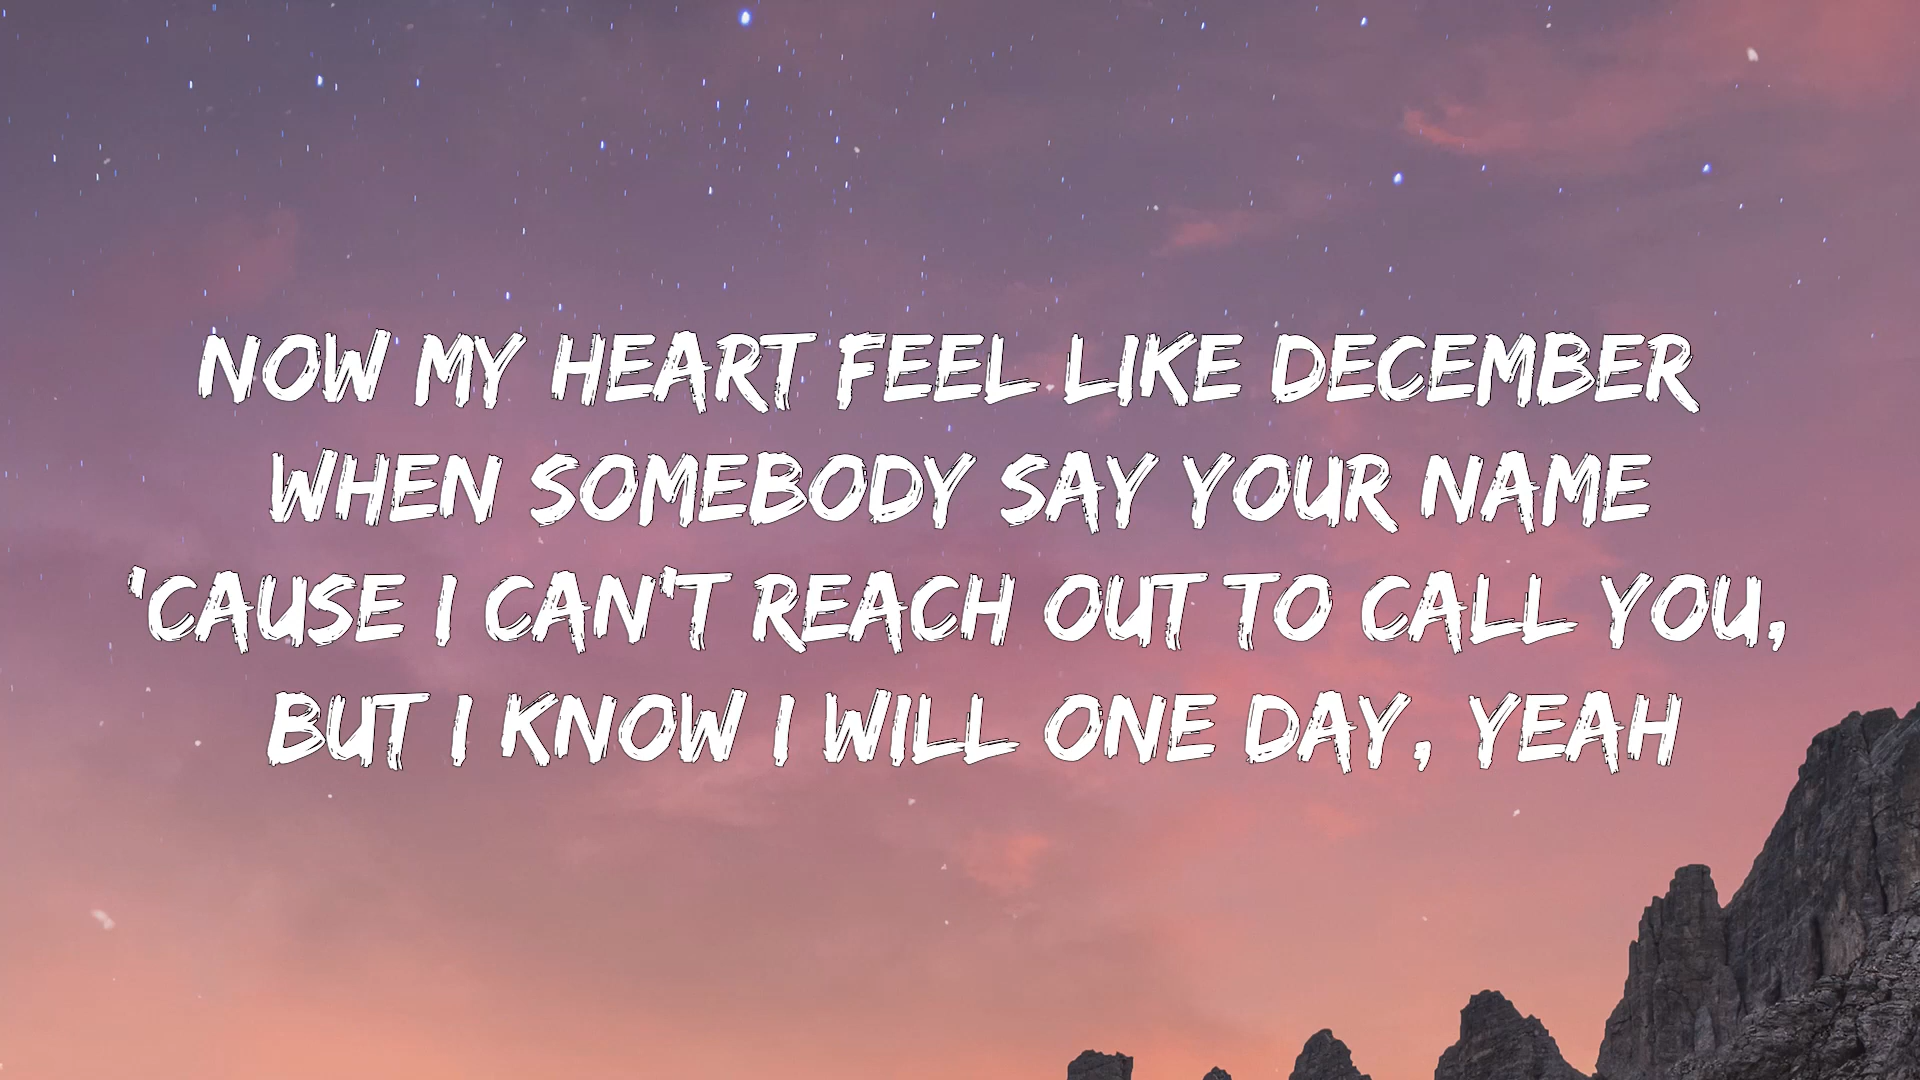 NOW MY HEART FEEL LIKE DECEMBER
WHEN SOMEBODY SAY YOUR NAME
'CAUSE I CAN'T REACH OUT TO CALL YOU,
BUT I KNOW I WILL ONE DAY, YEAH